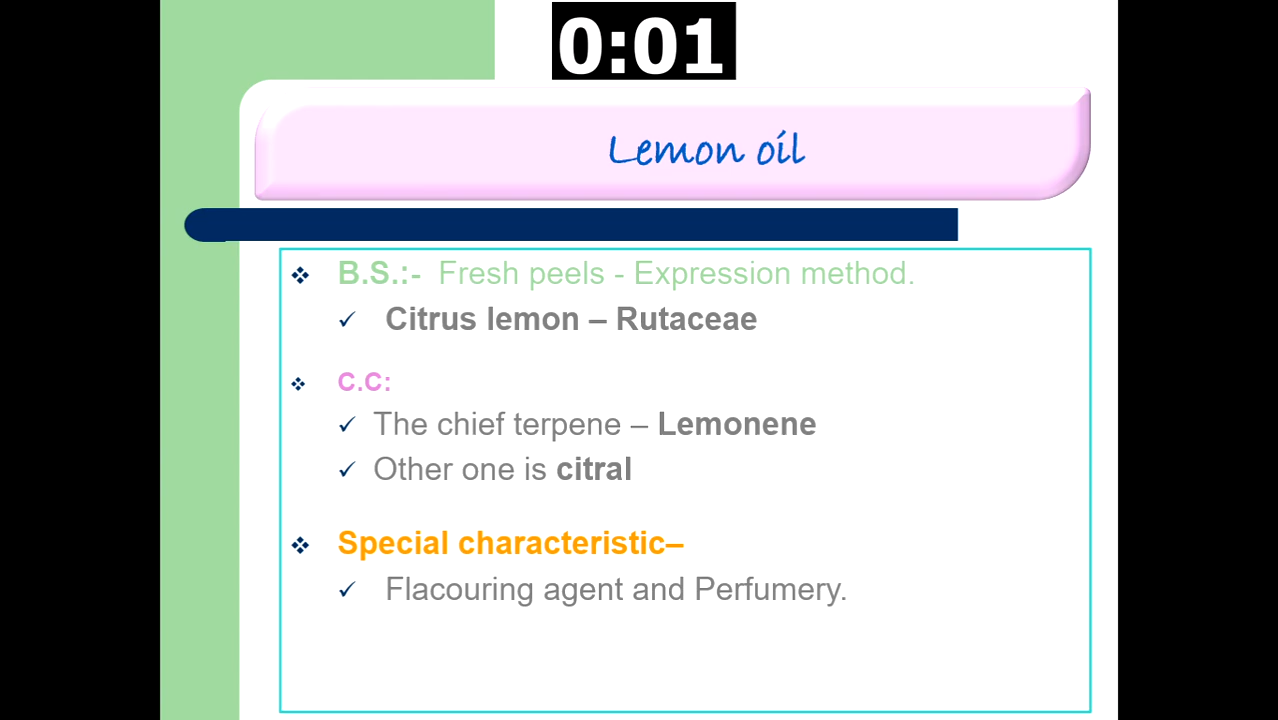 0:01
Lemon oil
B.S.:- Fresh peels - Expression method.
Citrus lemon – Rutaceae
C.C:
The chief terpene – Lemonene
Other one is citral
Special characteristic–
Flacouring agent and Perfumery.